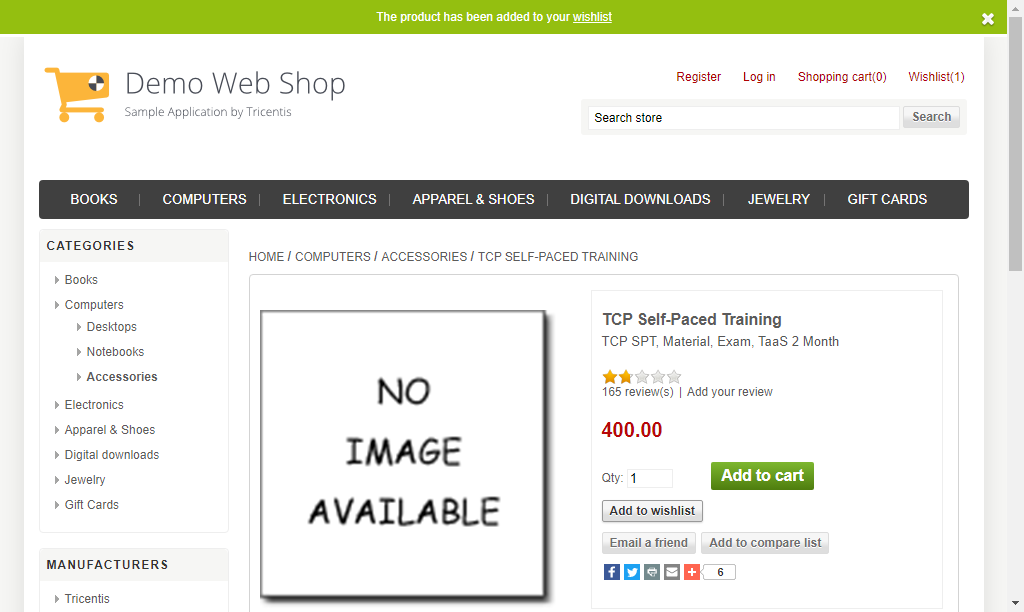 The product has been added to your wishlist
Demo Web Shop
Sample Application by Tricentis
Register
Log in
Shopping cart(0)
Wishlist(1)
Search store
Search
BOOKS
COMPUTERS
ELECTRONICS
APPAREL & SHOES
DIGITAL DOWNLOADS
JEWELRY
GIFT CARDS
CATEGORIES
Books
Computers
Desktops
Notebooks
Accessories
Electronics
Apparel & Shoes
Digital downloads
Jewelry
Gift Cards
MANUFACTURERS
Tricentis
HOME / COMPUTERS / ACCESSORIES / TCP SELF-PACED TRAINING
NO
IMAGE
AVAILABLE
TCP Self-Paced Training
TCP SPT, Material, Exam, TaaS 2 Month
165 review(s) | Add your review
400.00
Qty: 1
Add to cart
Add to wishlist
Email a friend
Add to compare list
6